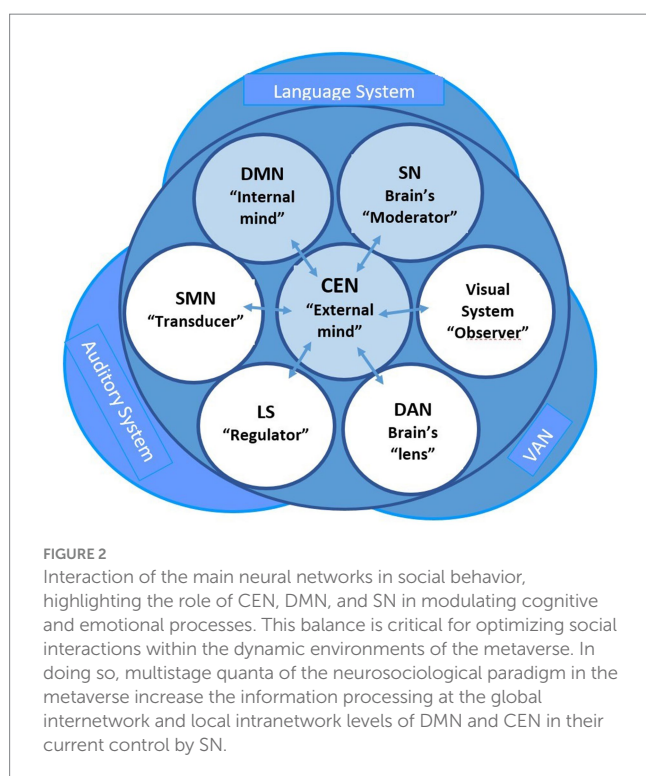 Language System
DMN
"Internal
mind"
SN
Brain's
"Moderator"
SMN
"Transducer"
CEN
"External
mind"
Visual
System
"Observer"
LS
"Regulator"
DAN
Brain's
"lens"
Auditory System
VAN
FIGURE 2
Interaction of the main neural networks in social behavior,
highlighting the role of CEN, DMN, and SN in modulating cognitive
and emotional processes. This balance is critical for optimizing social
interactions within the dynamic environments of the metaverse. In
doing so, multistage quanta of the neurosociological paradigm in the
metaverse increase the information processing at the global
internetwork and local intranetwork levels of DMN and CEN in their
current control by SN.